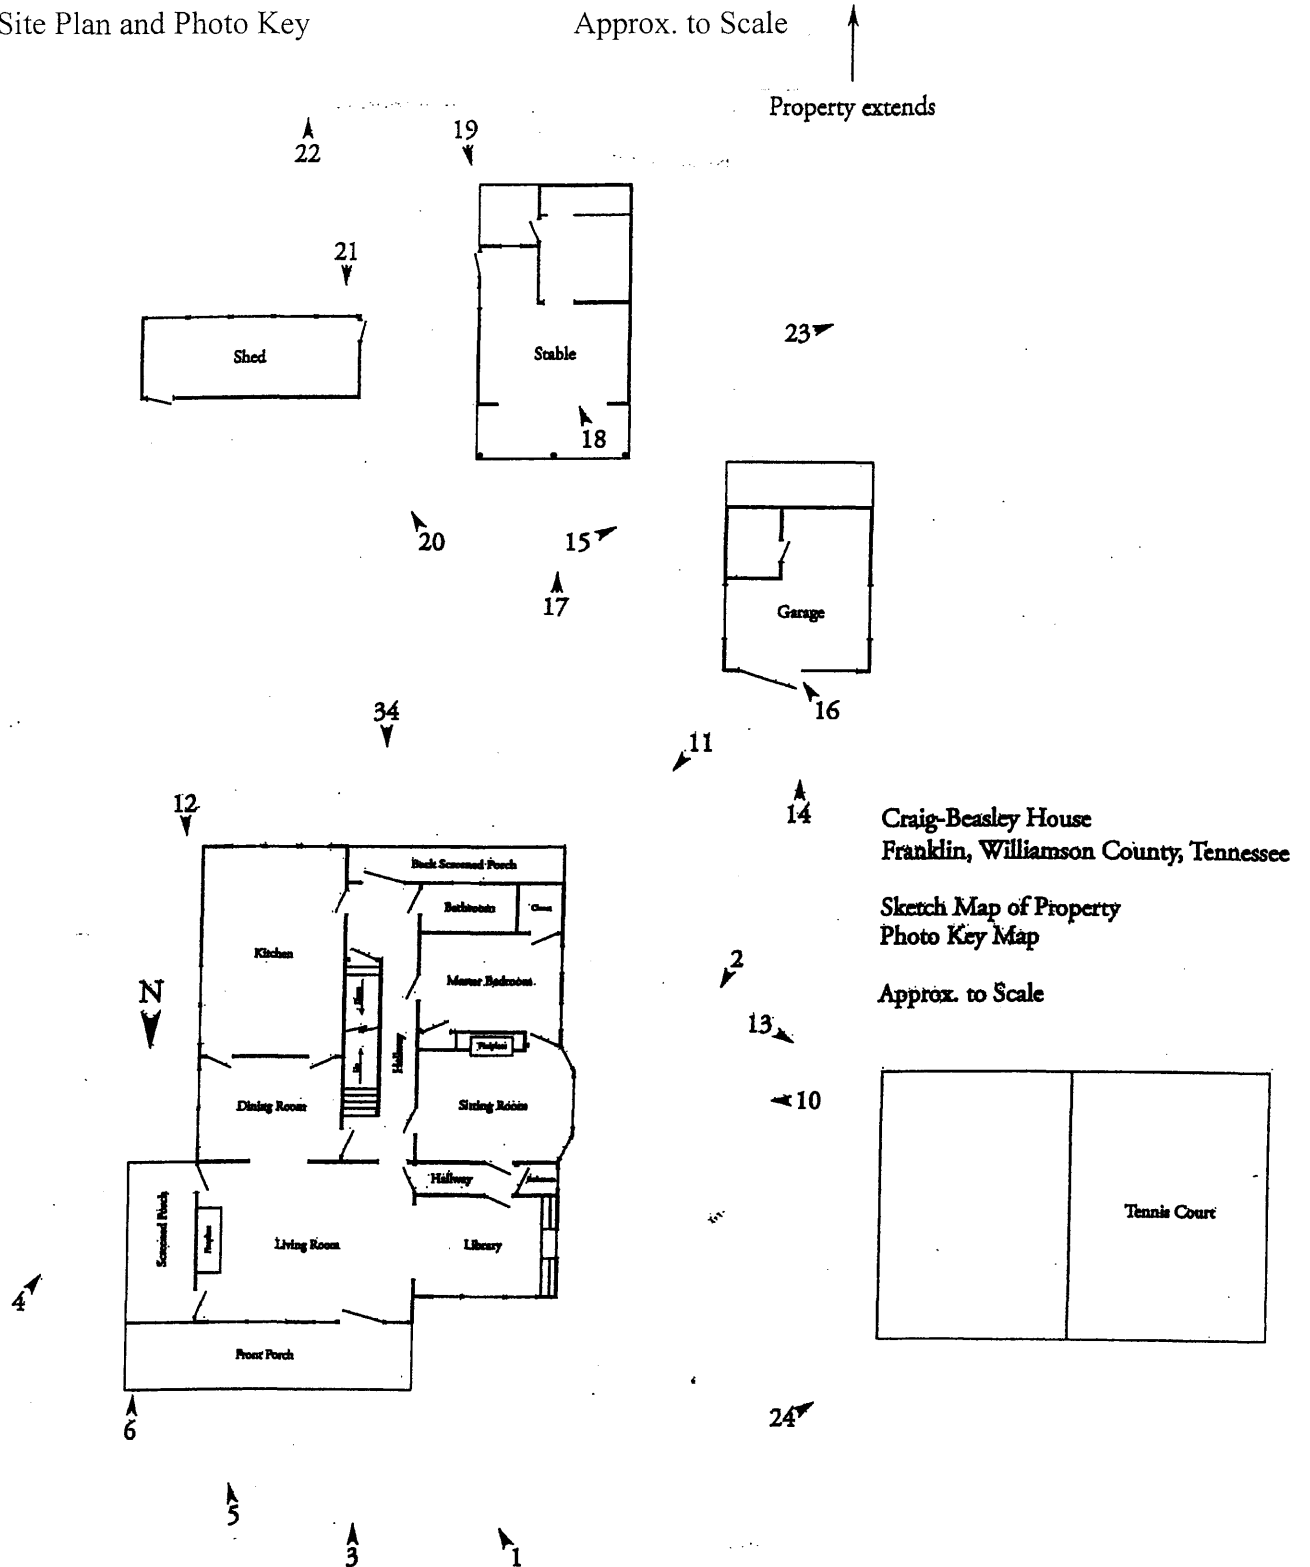 Site Plan and Photo Key
Approx. to Scale
Property extends
19
22
21
23
Shed
Stable
18
20
15
17
Garage
16
34
11
12
14
Craig-Beasley House
Franklin, Williamson County, Tennessee
Back Screened Porch
Bathroom
Closet
Sketch Map of Property
Photo Key Map
Kitchen
Master Bedroom
2
Approx. to Scale
N
Down
13
Fireplace
Hallway
Up
10
Dining Room
Sitting Room
Hallway
Screened Porch
Fireplace
Living Room
Library
Tennis Court
4
Front Porch
24
6
5
3
1